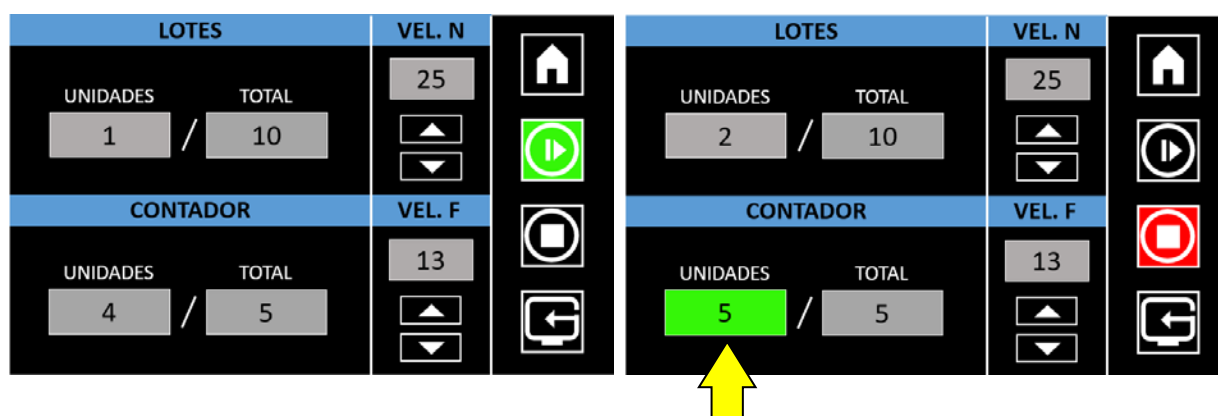 LOTES VEL. N
25
UNIDADES TOTAL
1 / 10
CONTADOR VEL. F
13
UNIDADES TOTAL
4 / 5
LOTES VEL. N
25
UNIDADES TOTAL
2 / 10
CONTADOR VEL. F
13
UNIDADES TOTAL
5 / 5